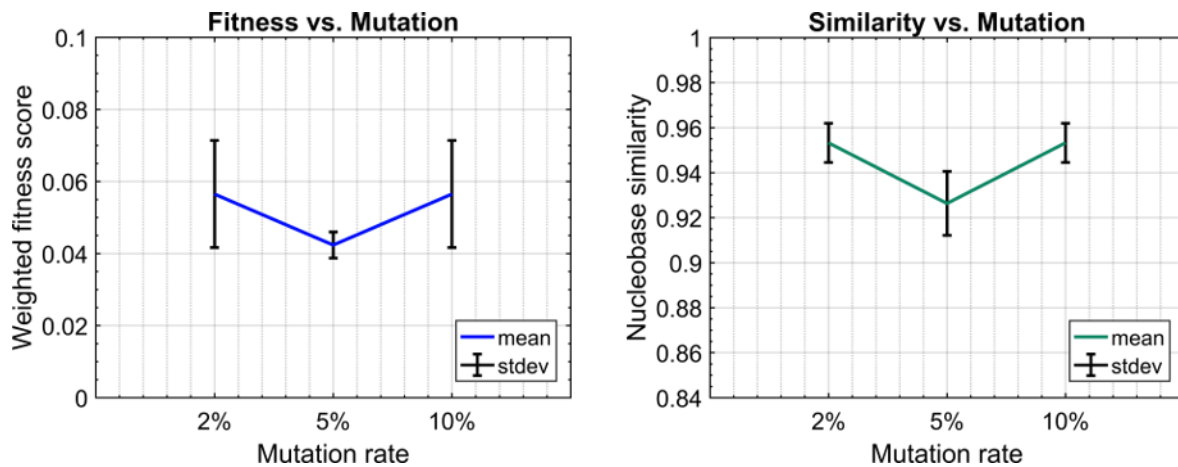 Fitness vs. Mutation
0.1
0.08
0.06
0.04
0.02
0
Weighted fitness score
2% 5% 10%
Mutation rate
mean
stdev
Similarity vs. Mutation
1
0.98
0.96
0.94
0.92
0.9
0.88
0.86
0.84
Nucleobase similarity
2% 5% 10%
Mutation rate
mean
stdev